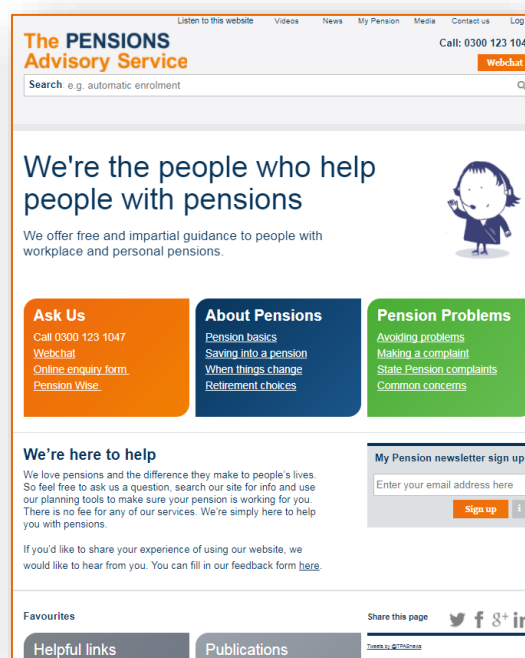 Listen to this website Videos News My Pension Media Contact us Log
The PENSIONS
Advisory Service
Call: 0300 123 104
Webchat
Search e.g. automatic enrolment
We're the people who help
people with pensions
We offer free and impartial guidance to people with
workplace and personal pensions.
Ask Us
Call 0300 123 1047
Webchat
Online enquiry form
Pension Wise
About Pensions
Pension basics
Saving into a pension
When things change
Retirement choices
Pension Problems
Avoiding problems
Making a complaint
State Pension complaints
Common concerns
We're here to help
We love pensions and the difference they make to people's lives.
So feel free to ask us a question, search our site for info and use
our planning tools to make sure your pension is working for you.
There is no fee for any of our services. We're simply here to help
you with pensions.
If you'd like to share your experience of using our website, we
would like to hear from you. You can fill in our feedback form here.
My Pension newsletter sign up
Enter your email address here
Sign up i
Favourites
Share this page
Helpful links
Publications
Tweets by @TPASnews